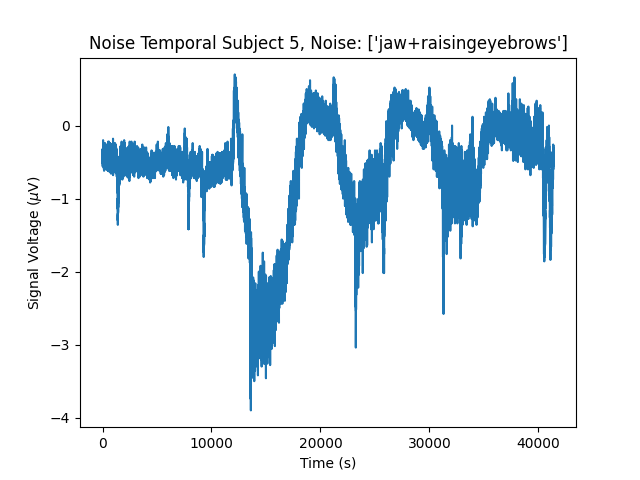 Noise Temporal Subject 5, Noise: ['jaw+raisingeyebrows']
Signal Voltage (μV)
0
−1
−2
−3
−4
0 10000 20000 30000 40000
Time (s)